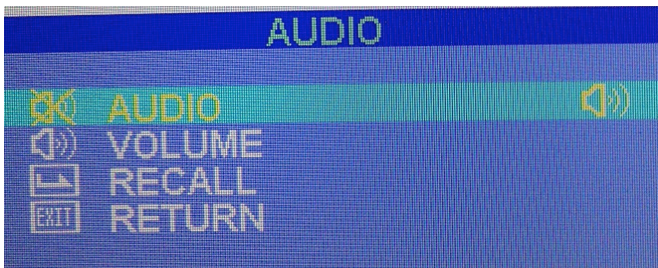 AUDIO
AUDIO
VOLUME
RECALL
EXIT RETURN